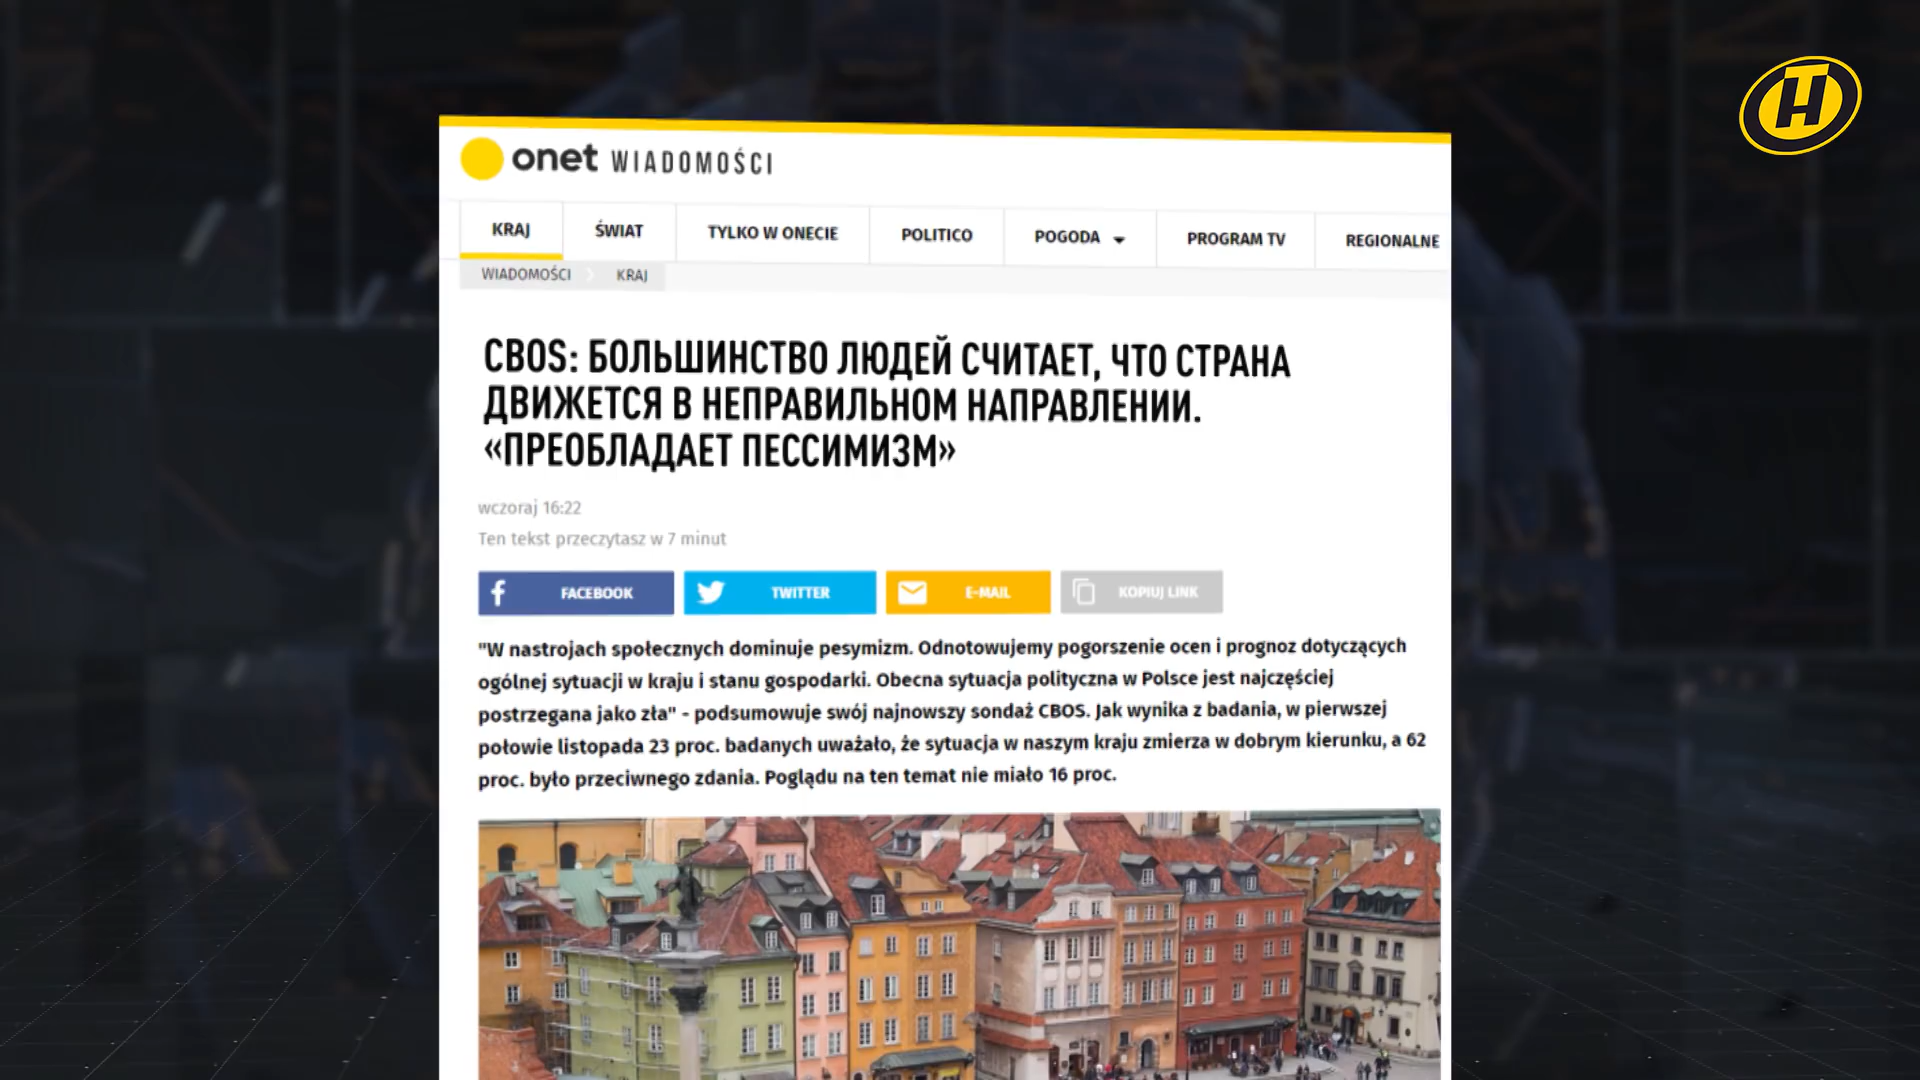 НТ
onet WIADOMOŚCI
KRAJ ŚWIAT TYLKO W ONECIE POLITICO POGODA PROGRAM TV REGIONALNE
WIADOMOŚCI KRAJ
CBOS: БОЛЬШИНСТВО ЛЮДЕЙ СЧИТАЕТ, ЧТО СТРАНА
ДВИЖЕТСЯ В НЕПРАВИЛЬНОМ НАПРАВЛЕНИИ.
«ПРЕОБЛАДАЕТ ПЕССИМИЗМ»
wczoraj 16:22
Ten tekst przeczytasz w 7 minut
FACEBOOK TWITTER E-MAIL KOPIUJ LINK
"W nastrojach społecznych dominuje pesymizm. Odnotowujemy pogorszenie ocen i prognoz dotyczących
ogólnej sytuacji w kraju i stanu gospodarki. Obecna sytuacja polityczna w Polsce jest najczęściej
postrzegana jako zła" - podsumowuje swój najnowszy sondaż CBOS. Jak wynika z badania, w pierwszej
połowie listopada 23 proc. badanych uważało, że sytuacja w naszym kraju zmierza w dobrym kierunku, a 62
proc. było przeciwnego zdania. Poglądu na ten temat nie miało 16 proc.